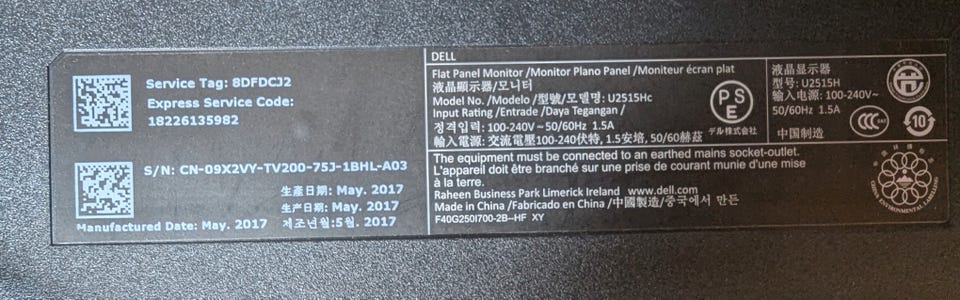 Service Tag: 8DFDCJ2
Express Service Code:
18226135982
S/N: CN-09X2VY-TV200-75J-1BHL-A03
生產日期: May. 2017
生产日期: May. 2017
Manufactured Date: May. 2017 제조년월:5월. 2017
DELL
Flat Panel Monitor /Monitor Plano Panel /Moniteur écran plat
液晶顯示器/모니터
Model No. /Modelo /型號/모델명: U2515Hc
Input Rating /Entrade /Daya Tegangan /
정격입력: 100-240V~50/60Hz 1.5A
輸入電源: 交流電壓100-240伏特, 1.5安培, 50/60赫茲
PSE
デル株式会社
液晶显示器
型号: U2515H
输入电源: 100-240V~
50/60Hz 1.5A
中国制造
CCC
10
The equipment must be connected to an earthed mains socket-outlet.
L'appareil doit être branché sur une prise de courant munie d'une mise
à la terre.
Raheen Business Park Limerick Ireland www.dell.com
Made in China /Fabricado en China /中國製造/중국에서 만든
F40G250I700-2B--HF XY